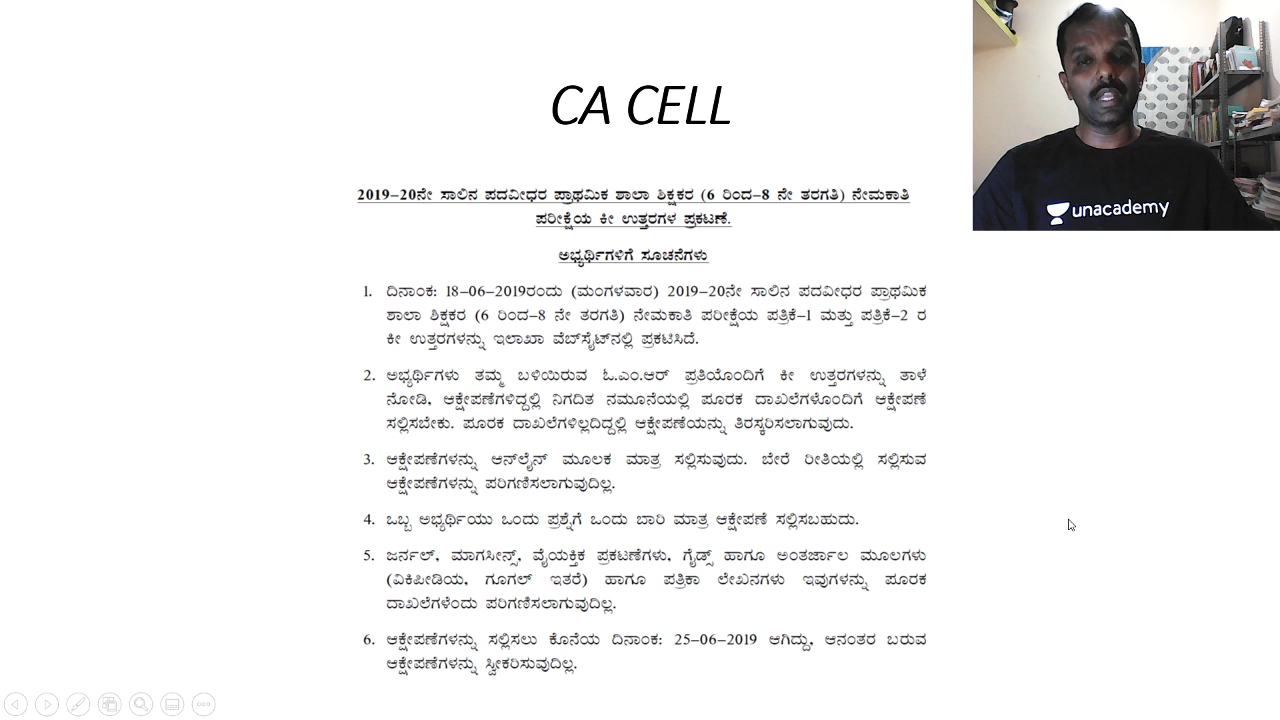 CA CELL
unacademy
2019–20ನೇ ಸಾಲಿನ ಪದವೀಧರ ಪ್ರಾಥಮಿಕ ಶಾಲಾ ಶಿಕ್ಷಕರ (6 ರಿಂದ–8 ನೇ ತರಗತಿ) ನೇಮಕಾತಿ
ಪರೀಕ್ಷೆಯ ಕೀ ಉತ್ತರಗಳ ಪ್ರಕಟಣೆ.
ಅಭ್ಯರ್ಥಿಗಳಿಗೆ ಸೂಚನೆಗಳು
1. ದಿನಾಂಕ: 18–06–2019ರಂದು (ಮಂಗಳವಾರ) 2019–20ನೇ ಸಾಲಿನ ಪದವೀಧರ ಪ್ರಾಥಮಿಕ
ಶಾಲಾ ಶಿಕ್ಷಕರ (6 ರಿಂದ–8 ನೇ ತರಗತಿ) ನೇಮಕಾತಿ ಪರೀಕ್ಷೆಯ ಪತ್ರಿಕೆ–1 ಮತ್ತು ಪತ್ರಿಕೆ–2 ರ
ಕೀ ಉತ್ತರಗಳನ್ನು ಇಲಾಖಾ ವೆಬ್‌ಸೈಟ್‌ನಲ್ಲಿ ಪ್ರಕಟಿಸಿದೆ.
2. ಅಭ್ಯರ್ಥಿಗಳು ತಮ್ಮ ಬಳಿಯಿರುವ ಓ.ಎಂ.ಆರ್ ಪ್ರತಿಯೊಂದಿಗೆ ಕೀ ಉತ್ತರಗಳನ್ನು ತಾಳೆ
ನೋಡಿ, ಆಕ್ಷೇಪಣೆಗಳಿದ್ದಲ್ಲಿ ನಿಗದಿತ ನಮೂನೆಯಲ್ಲಿ ಪೂರಕ ದಾಖಲೆಗಳೊಂದಿಗೆ ಆಕ್ಷೇಪಣೆ
ಸಲ್ಲಿಸಬೇಕು. ಪೂರಕ ದಾಖಲೆಗಳಿಲ್ಲದಿದ್ದಲ್ಲಿ ಆಕ್ಷೇಪಣೆಯನ್ನು ತಿರಸ್ಕರಿಸಲಾಗುವುದು.
3. ಆಕ್ಷೇಪಣೆಗಳನ್ನು ಆನ್‌ಲೈನ್ ಮೂಲಕ ಮಾತ್ರ ಸಲ್ಲಿಸುವುದು. ಬೇರೆ ರೀತಿಯಲ್ಲಿ ಸಲ್ಲಿಸುವ
ಆಕ್ಷೇಪಣೆಗಳನ್ನು ಪರಿಗಣಿಸಲಾಗುವುದಿಲ್ಲ.
4. ಒಬ್ಬ ಅಭ್ಯರ್ಥಿಯು ಒಂದು ಪ್ರಶ್ನೆಗೆ ಒಂದು ಬಾರಿ ಮಾತ್ರ ಆಕ್ಷೇಪಣೆ ಸಲ್ಲಿಸಬಹುದು.
5. ಜರ್ನಲ್, ಮಾಗಸೀನ್ಸ್, ವೈಯಕ್ತಿಕ ಪ್ರಕಟಣೆಗಳು, ಗೈಡ್ಸ್ ಹಾಗೂ ಅಂತರ್ಜಾಲ ಮೂಲಗಳು
(ವಿಕಿಪೀಡಿಯ, ಗೂಗಲ್ ಇತರೆ) ಹಾಗೂ ಪತ್ರಿಕಾ ಲೇಖನಗಳು ಇವುಗಳನ್ನು ಪೂರಕ
ದಾಖಲೆಗಳೆಂದು ಪರಿಗಣಿಸಲಾಗುವುದಿಲ್ಲ.
6. ಆಕ್ಷೇಪಣೆಗಳನ್ನು ಸಲ್ಲಿಸಲು ಕೊನೆಯ ದಿನಾಂಕ: 25–06–2019 ಆಗಿದ್ದು, ಆನಂತರ ಬರುವ
ಆಕ್ಷೇಪಣೆಗಳನ್ನು ಸ್ವೀಕರಿಸುವುದಿಲ್ಲ.